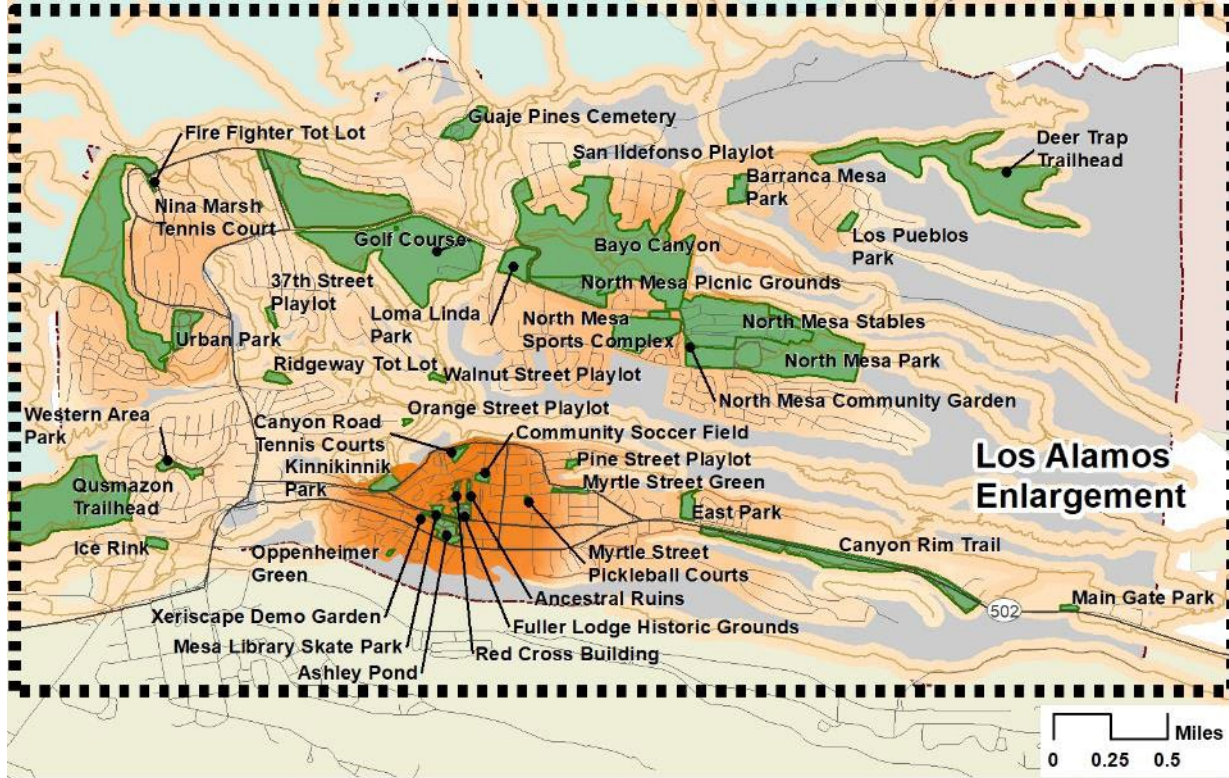 Guaje Pines Cemetery
Fire Fighter Tot Lot
Deer Trap
Trailhead
San Ildefonso Playlot
Barranca Mesa
Park
Nina Marsh
Tennis Court
Golf Course
Bayo Canyon
Los Pueblos
Park
37th Street
Playlot
Loma Linda
Park
North Mesa Picnic Grounds
North Mesa
Sports Complex
North Mesa Stables
Urban Park
North Mesa Park
Ridgeway Tot Lot
Walnut Street Playlot
North Mesa Community Garden
Western Area
Park
Orange Street Playlot
Canyon Road
Tennis Courts
Community Soccer Field
Kinnikinnik
Park
Pine Street Playlot
Myrtle Street Green
Los Alamos
Enlargement
Qusmazon
Trailhead
East Park
Ice Rink
Oppenheimer
Green
Myrtle Street
Pickleball Courts
Canyon Rim Trail
Ancestral Ruins
Main Gate Park
502
Xeriscape Demo Garden
Fuller Lodge Historic Grounds
Mesa Library Skate Park
Red Cross Building
Ashley Pond
Miles
0 0.25 0.5